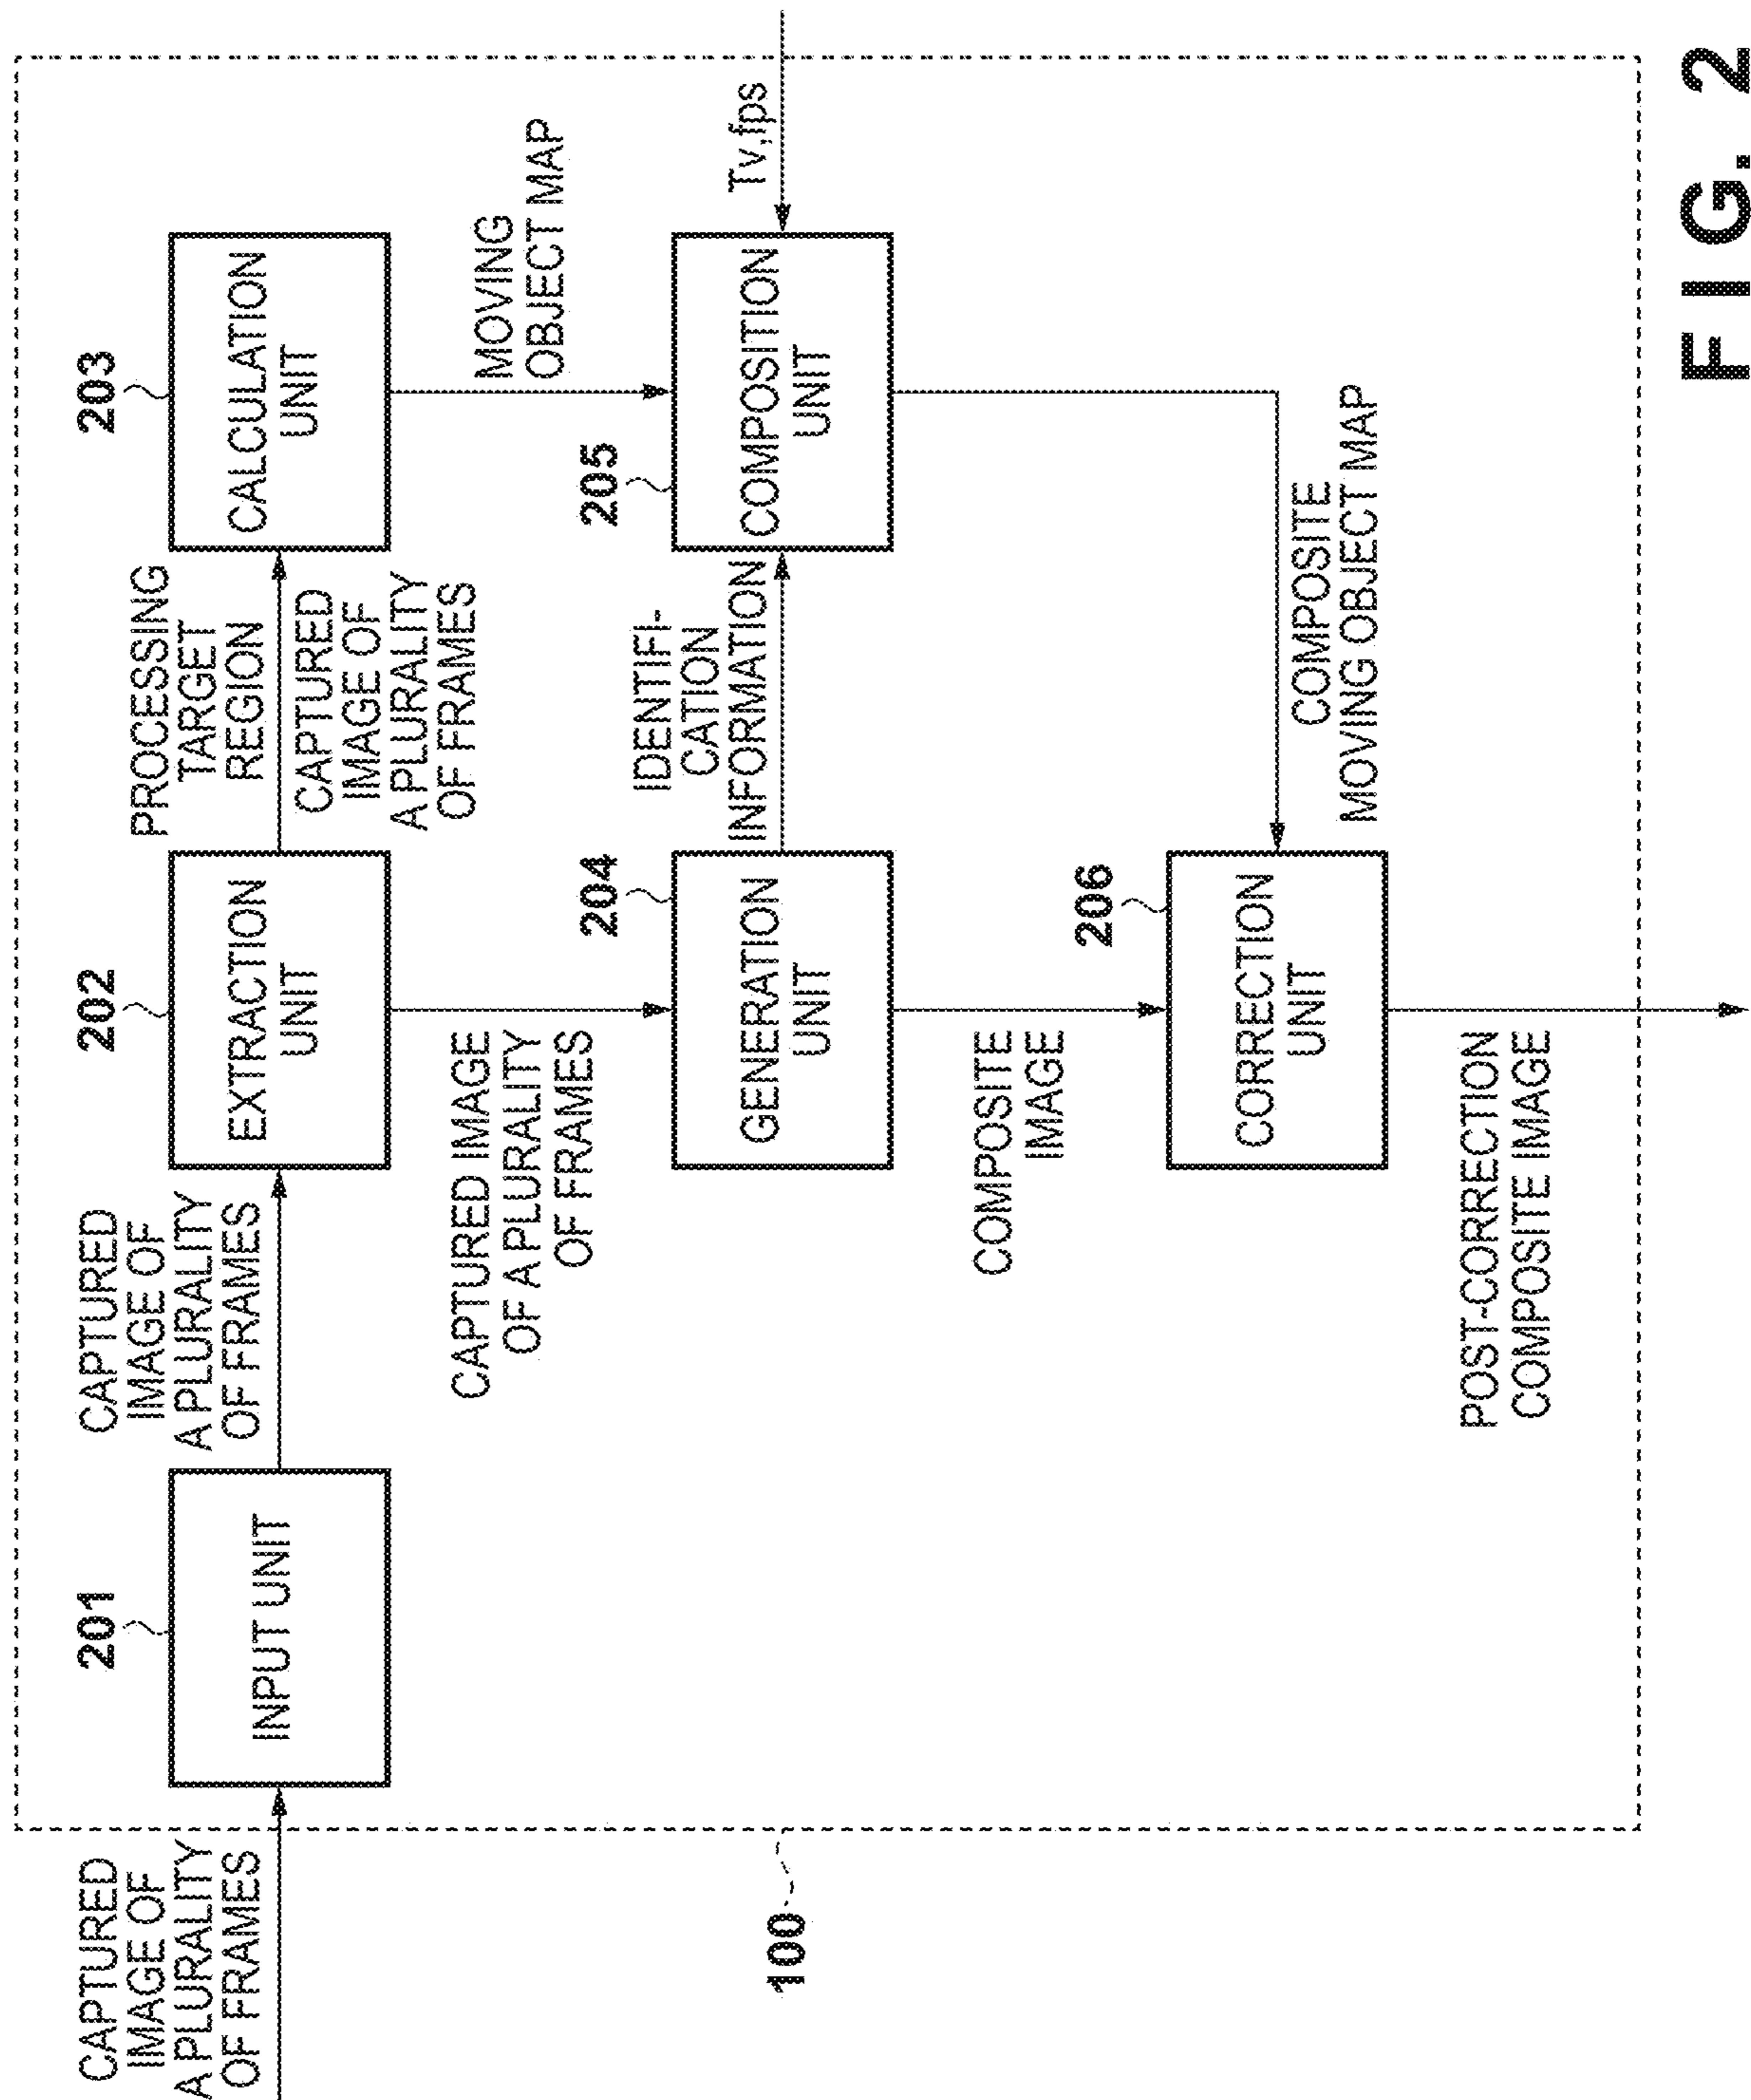 CAPTURED
IMAGE OF
A PLURALITY
OF FRAMES
201
INPUT UNIT
CAPTURED
IMAGE OF
A PLURALITY
OF FRAMES
202
EXTRACTION
UNIT
PROCESSING
TARGET
REGION
CAPTURED
IMAGE OF
A PLURALITY
OF FRAMES
203
CALCULATION
UNIT
CAPTURED IMAGE
OF A PLURALITY
OF FRAMES
MOVING
OBJECT MAP
204
GENERATION
UNIT
IDENTIFI-
CATION
INFORMATION
205
COMPOSITION
UNIT
Tv,fps
100
COMPOSITE
IMAGE
206
CORRECTION
UNIT
COMPOSITE
MOVING OBJECT MAP
POST-CORRECTION
COMPOSITE IMAGE
FIG. 2